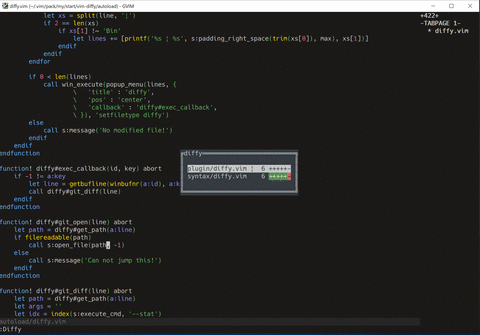 diffy.vim (~/vim/pack/my/start/vim-diffy/autoload) - GVIM
let xs = split(line, '|')
if 2 == len(xs)
if xs[1] !~ 'Bin'
let lines += [printf('%s ¦ %s', s:padding_right_space(trim(xs[0]), max), xs[1])]
endif
endif
endfor
if 0 < len(lines)
call win_execute(popup_menu(lines, {
\ 'title' : 'diffy',
\ 'pos' : 'center',
\ 'callback' : 'diffy#exec_callback',
\ }), 'setfiletype diffy')
else
call s:message('No modified file!')
endif
endif
endfunction
function! diffy#exec_callback(id, key) abort
if -1 != a:key
let line = getbufline(winbufnr(a:id), a:k
call diffy#git_diff(line)
endif
endfunction
function! diffy#git_open(line) abort
let path = diffy#get_path(a:line)
if filereadable(path)
call s:open_file(path, -1)
else
call s:message('Can not jump this!')
endif
endfunction
function! diffy#git_diff(line) abort
let path = diffy#get_path(a:line)
let args = ''
let idx = index(s:execute_cmd, '--stat')
autoload/diffy.vim
:Diffy
diffy
plugin/diffy.vim ¦ 6 +++++-
syntax/diffy.vim 6 +++++-
+422+
-TABPAGE 1-
* diffy.vim